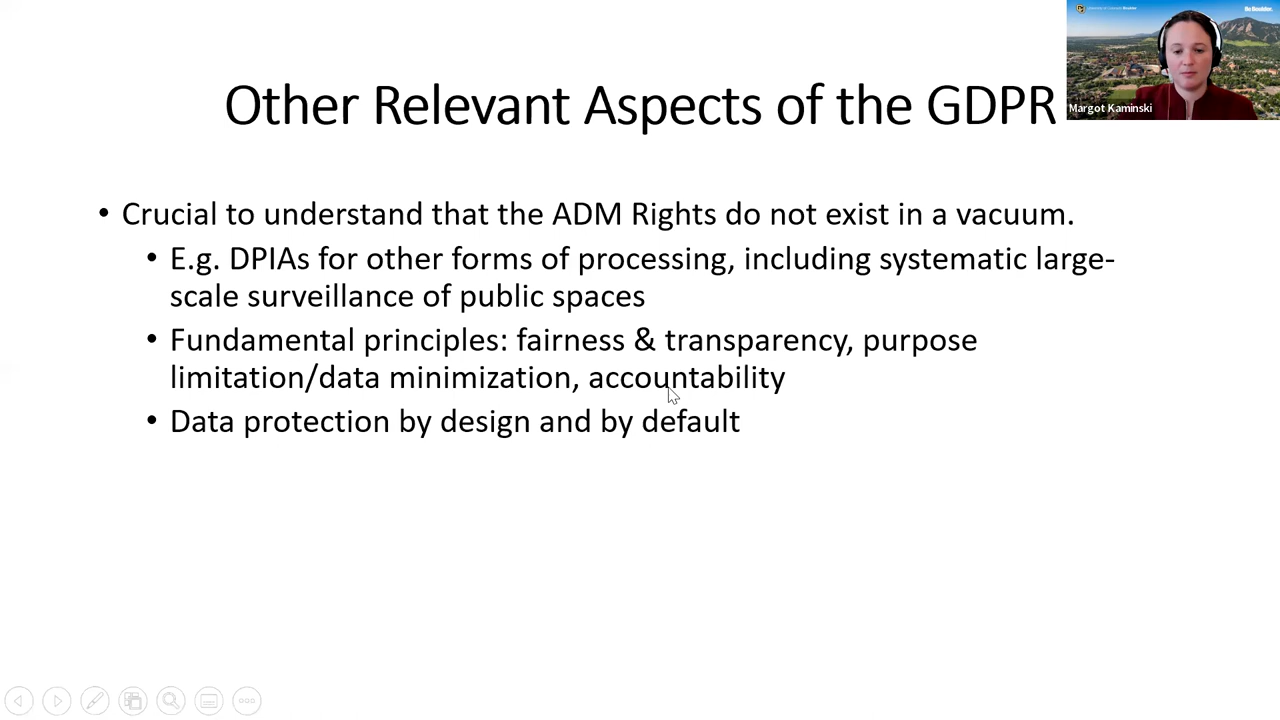 Other Relevant Aspects of the GDPR
Margot Kaminski
• Crucial to understand that the ADM Rights do not exist in a vacuum.
• E.g. DPIAs for other forms of processing, including systematic large-
scale surveillance of public spaces
• Fundamental principles: fairness & transparency, purpose
limitation/data minimization, accountability
• Data protection by design and by default